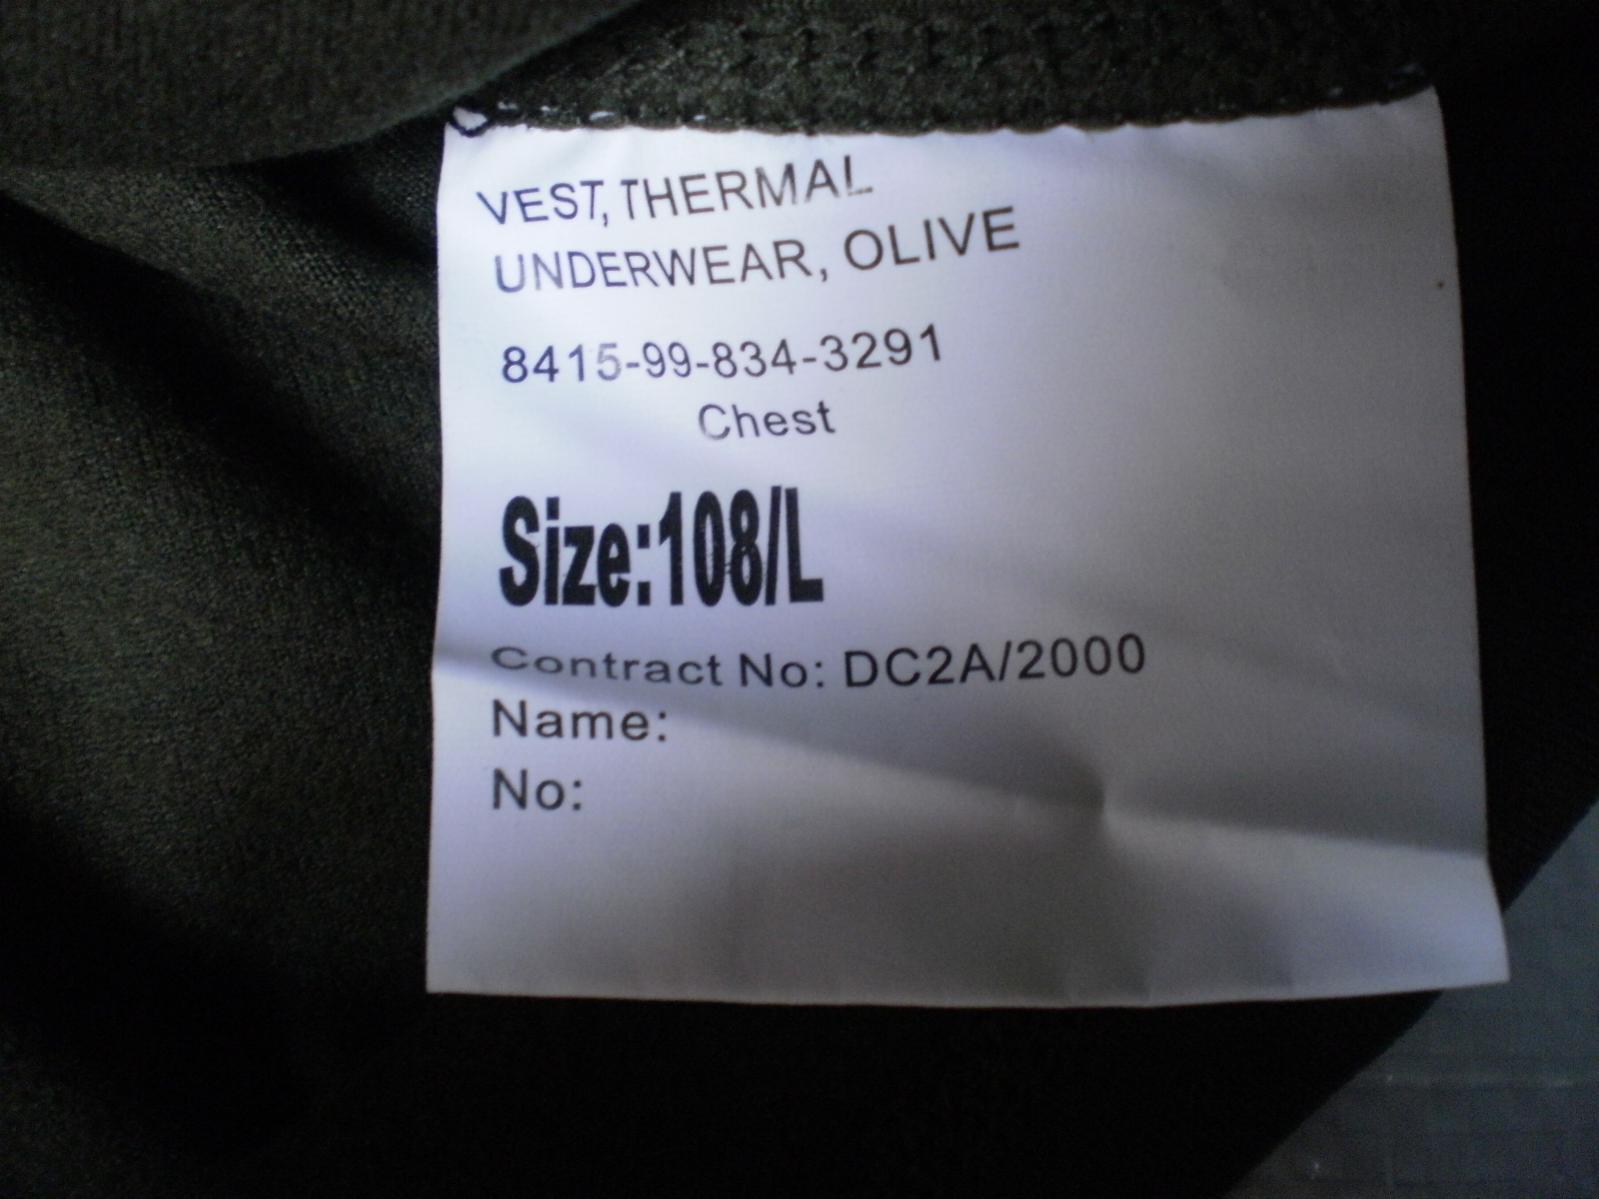 VEST, THERMAL
UNDERWEAR, OLIVE
8415-99-834-3291
Chest
Size:108/L
Contract No: DC2A/2000
Name:
No: